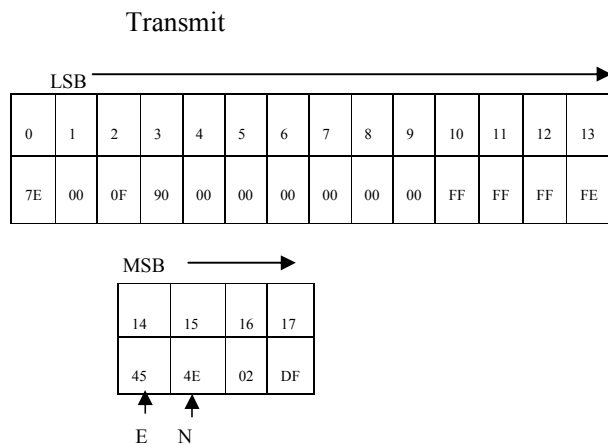 Transmit
LSB
0 1 2 3 4 5 6 7 8 9 10 11 12 13
7E 00 0F 90 00 00 00 00 00 00 FF FF FF FE
MSB
14 15 16 17
45 4E 02 DF
E N